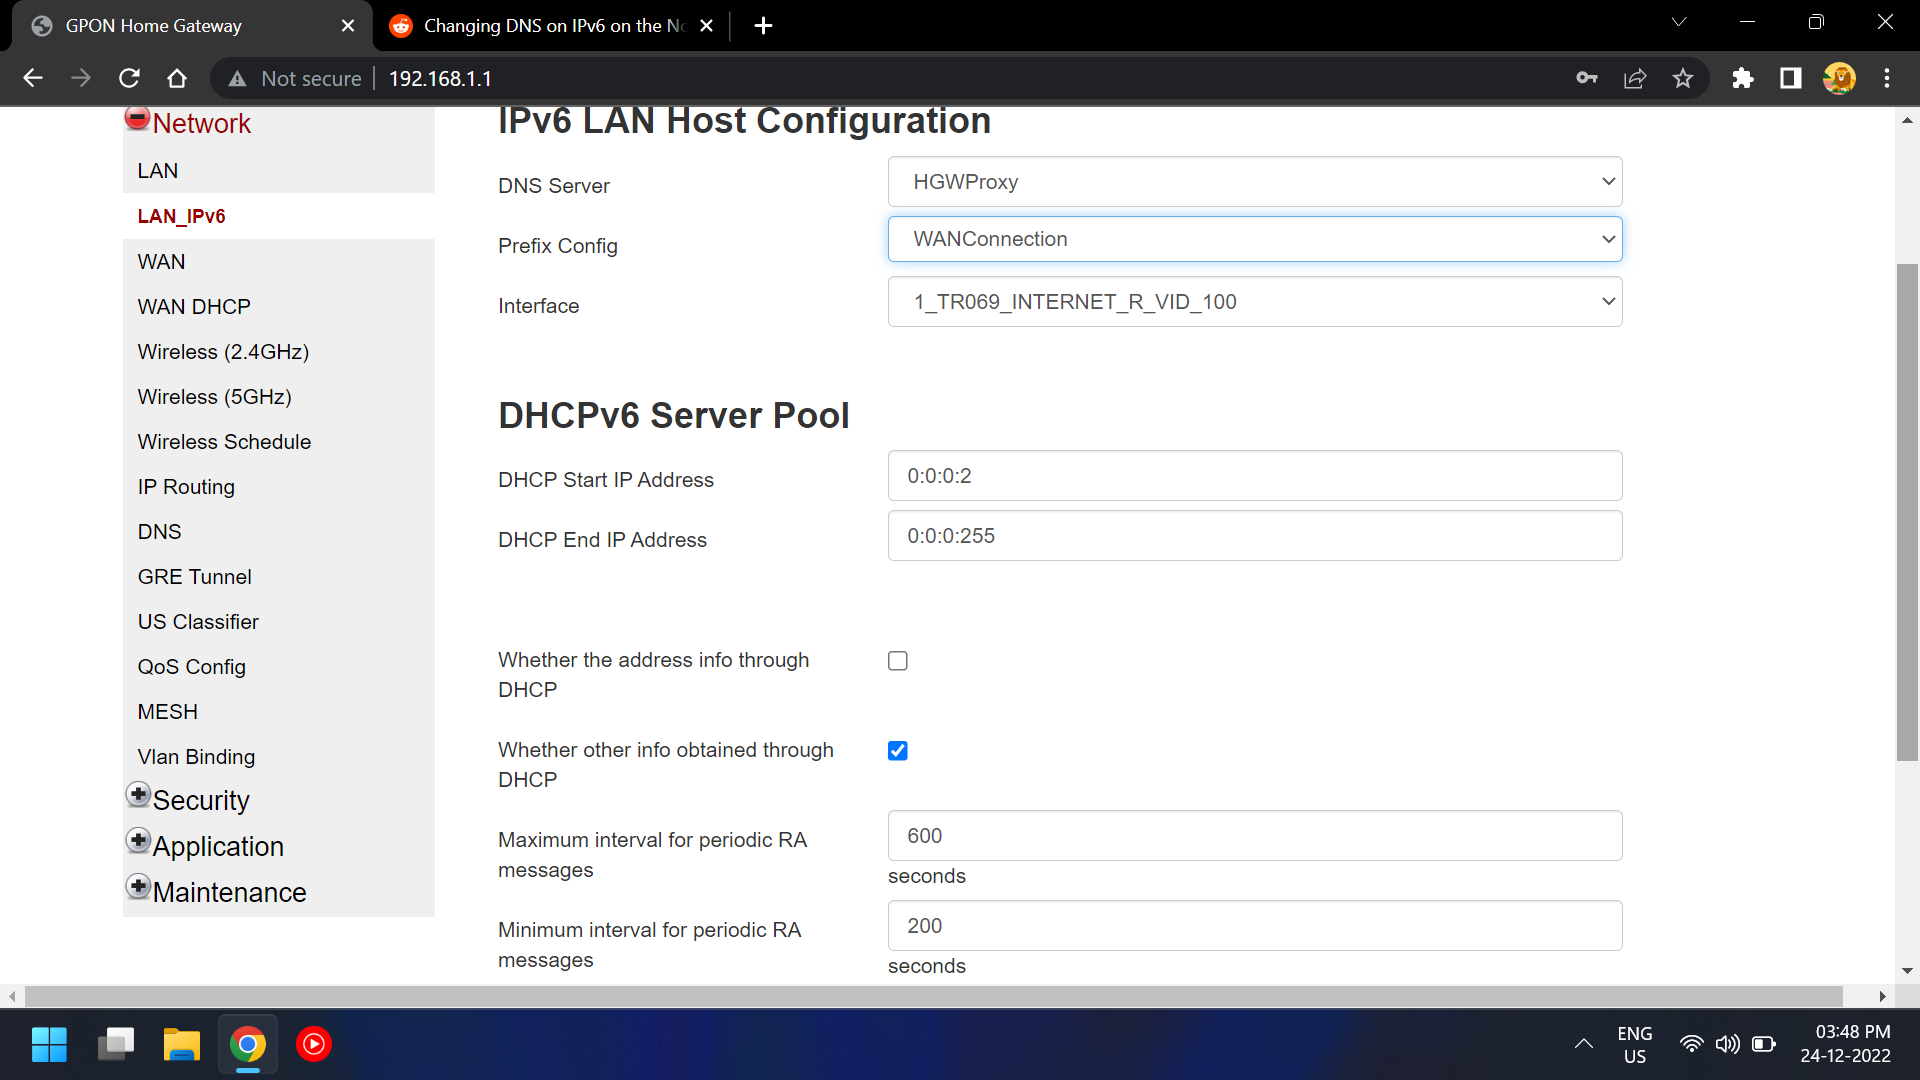 GPON Home Gateway
Changing DNS on IPv6 on the No
Not secure
192.168.1.1
Network
LAN
LAN_IPv6
WAN
WAN DHCP
Wireless (2.4GHz)
Wireless (5GHz)
Wireless Schedule
IP Routing
DNS
GRE Tunnel
US Classifier
QoS Config
MESH
Vlan Binding
Security
Application
Maintenance
IPv6 LAN Host Configuration
DNS Server
HGWProxy
Prefix Config
WANConnection
Interface
1_TR069_INTERNET_R_VID_100
DHCPv6 Server Pool
DHCP Start IP Address
0:0:0:2
DHCP End IP Address
0:0:0:255
Whether the address info through
DHCP
Whether other info obtained through
DHCP
Maximum interval for periodic RA
messages
600
seconds
Minimum interval for periodic RA
messages
200
seconds
ENG
US
03:48 PM
24-12-2022